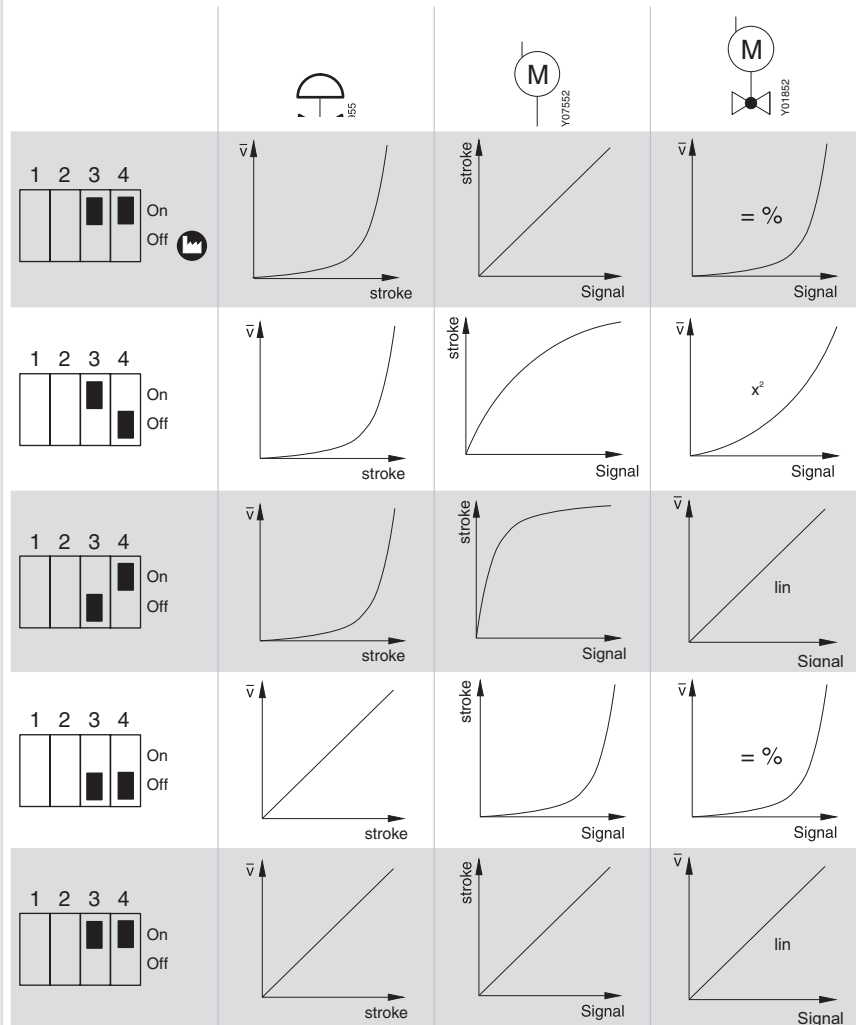 M
M
955
Y07552
Y01852
1 2 3 4
On
Off
v̅
stroke
stroke
Signal
v̅
= %
Signal
1 2 3 4
On
Off
v̅
stroke
stroke
Signal
v̅
x²
Signal
1 2 3 4
On
Off
v̅
stroke
stroke
Signal
v̅
lin
Signal
1 2 3 4
On
Off
v̅
stroke
stroke
Signal
v̅
= %
Signal
1 2 3 4
On
Off
v̅
stroke
stroke
Signal
v̅
lin
Signal